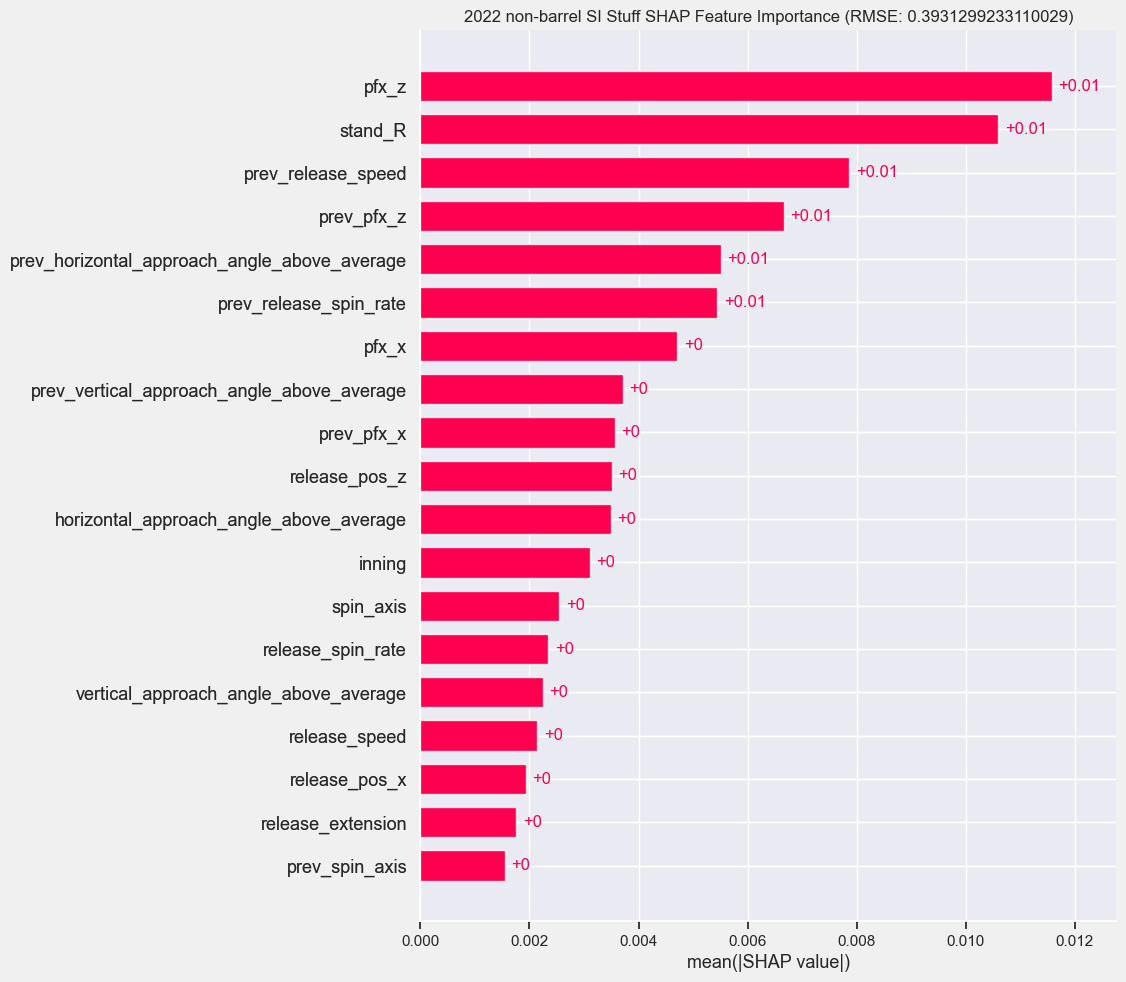 2022 non-barrel SI Stuff SHAP Feature Importance (RMSE: 0.3931299233110029)
pfx_z +0.01
stand_R +0.01
prev_release_speed +0.01
prev_pfx_z +0.01
prev_horizontal_approach_angle_above_average +0.01
prev_release_spin_rate +0.01
pfx_x +0
prev_vertical_approach_angle_above_average +0
prev_pfx_x +0
release_pos_z +0
horizontal_approach_angle_above_average +0
inning +0
spin_axis +0
release_spin_rate +0
vertical_approach_angle_above_average +0
release_speed +0
release_pos_x +0
release_extension +0
prev_spin_axis +0
0.000 0.002 0.004 0.006 0.008 0.010 0.012
mean(|SHAP value|)